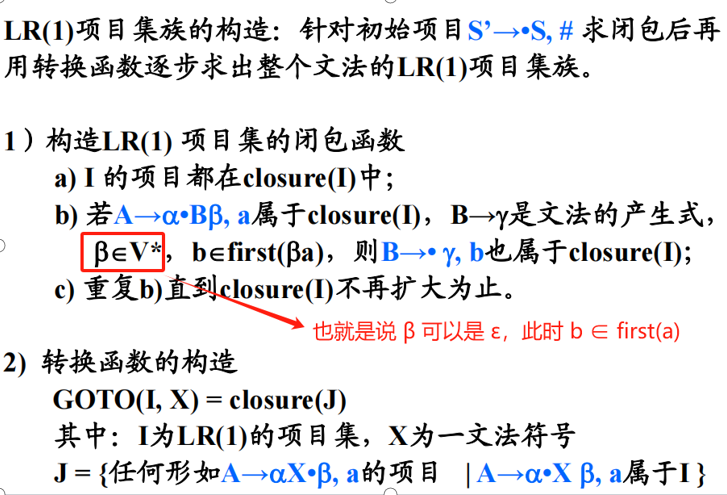 LR(1)项目集族的构造：针对初始项目S’→•S, # 求闭包后再
用转换函数逐步求出整个文法的LR(1)项目集族。
1）构造LR(1) 项目集的闭包函数
a) I 的项目都在closure(I)中；
b) 若A→α•Bβ, a属于closure(I)，B→γ是文法的产生式，
β∈V*，b∈first(βa)，则B→• γ, b也属于closure(I);
c) 重复b)直到closure(I)不再扩大为止。
也就是说 β 可以是 ε，此时 b ∈ first(a)
2) 转换函数的构造
GOTO(I, X) = closure(J)
其中：I为LR(1)的项目集，X为一文法符号
J = {任何形如A→αX•β, a的项目 | A→α•X β, a属于I }